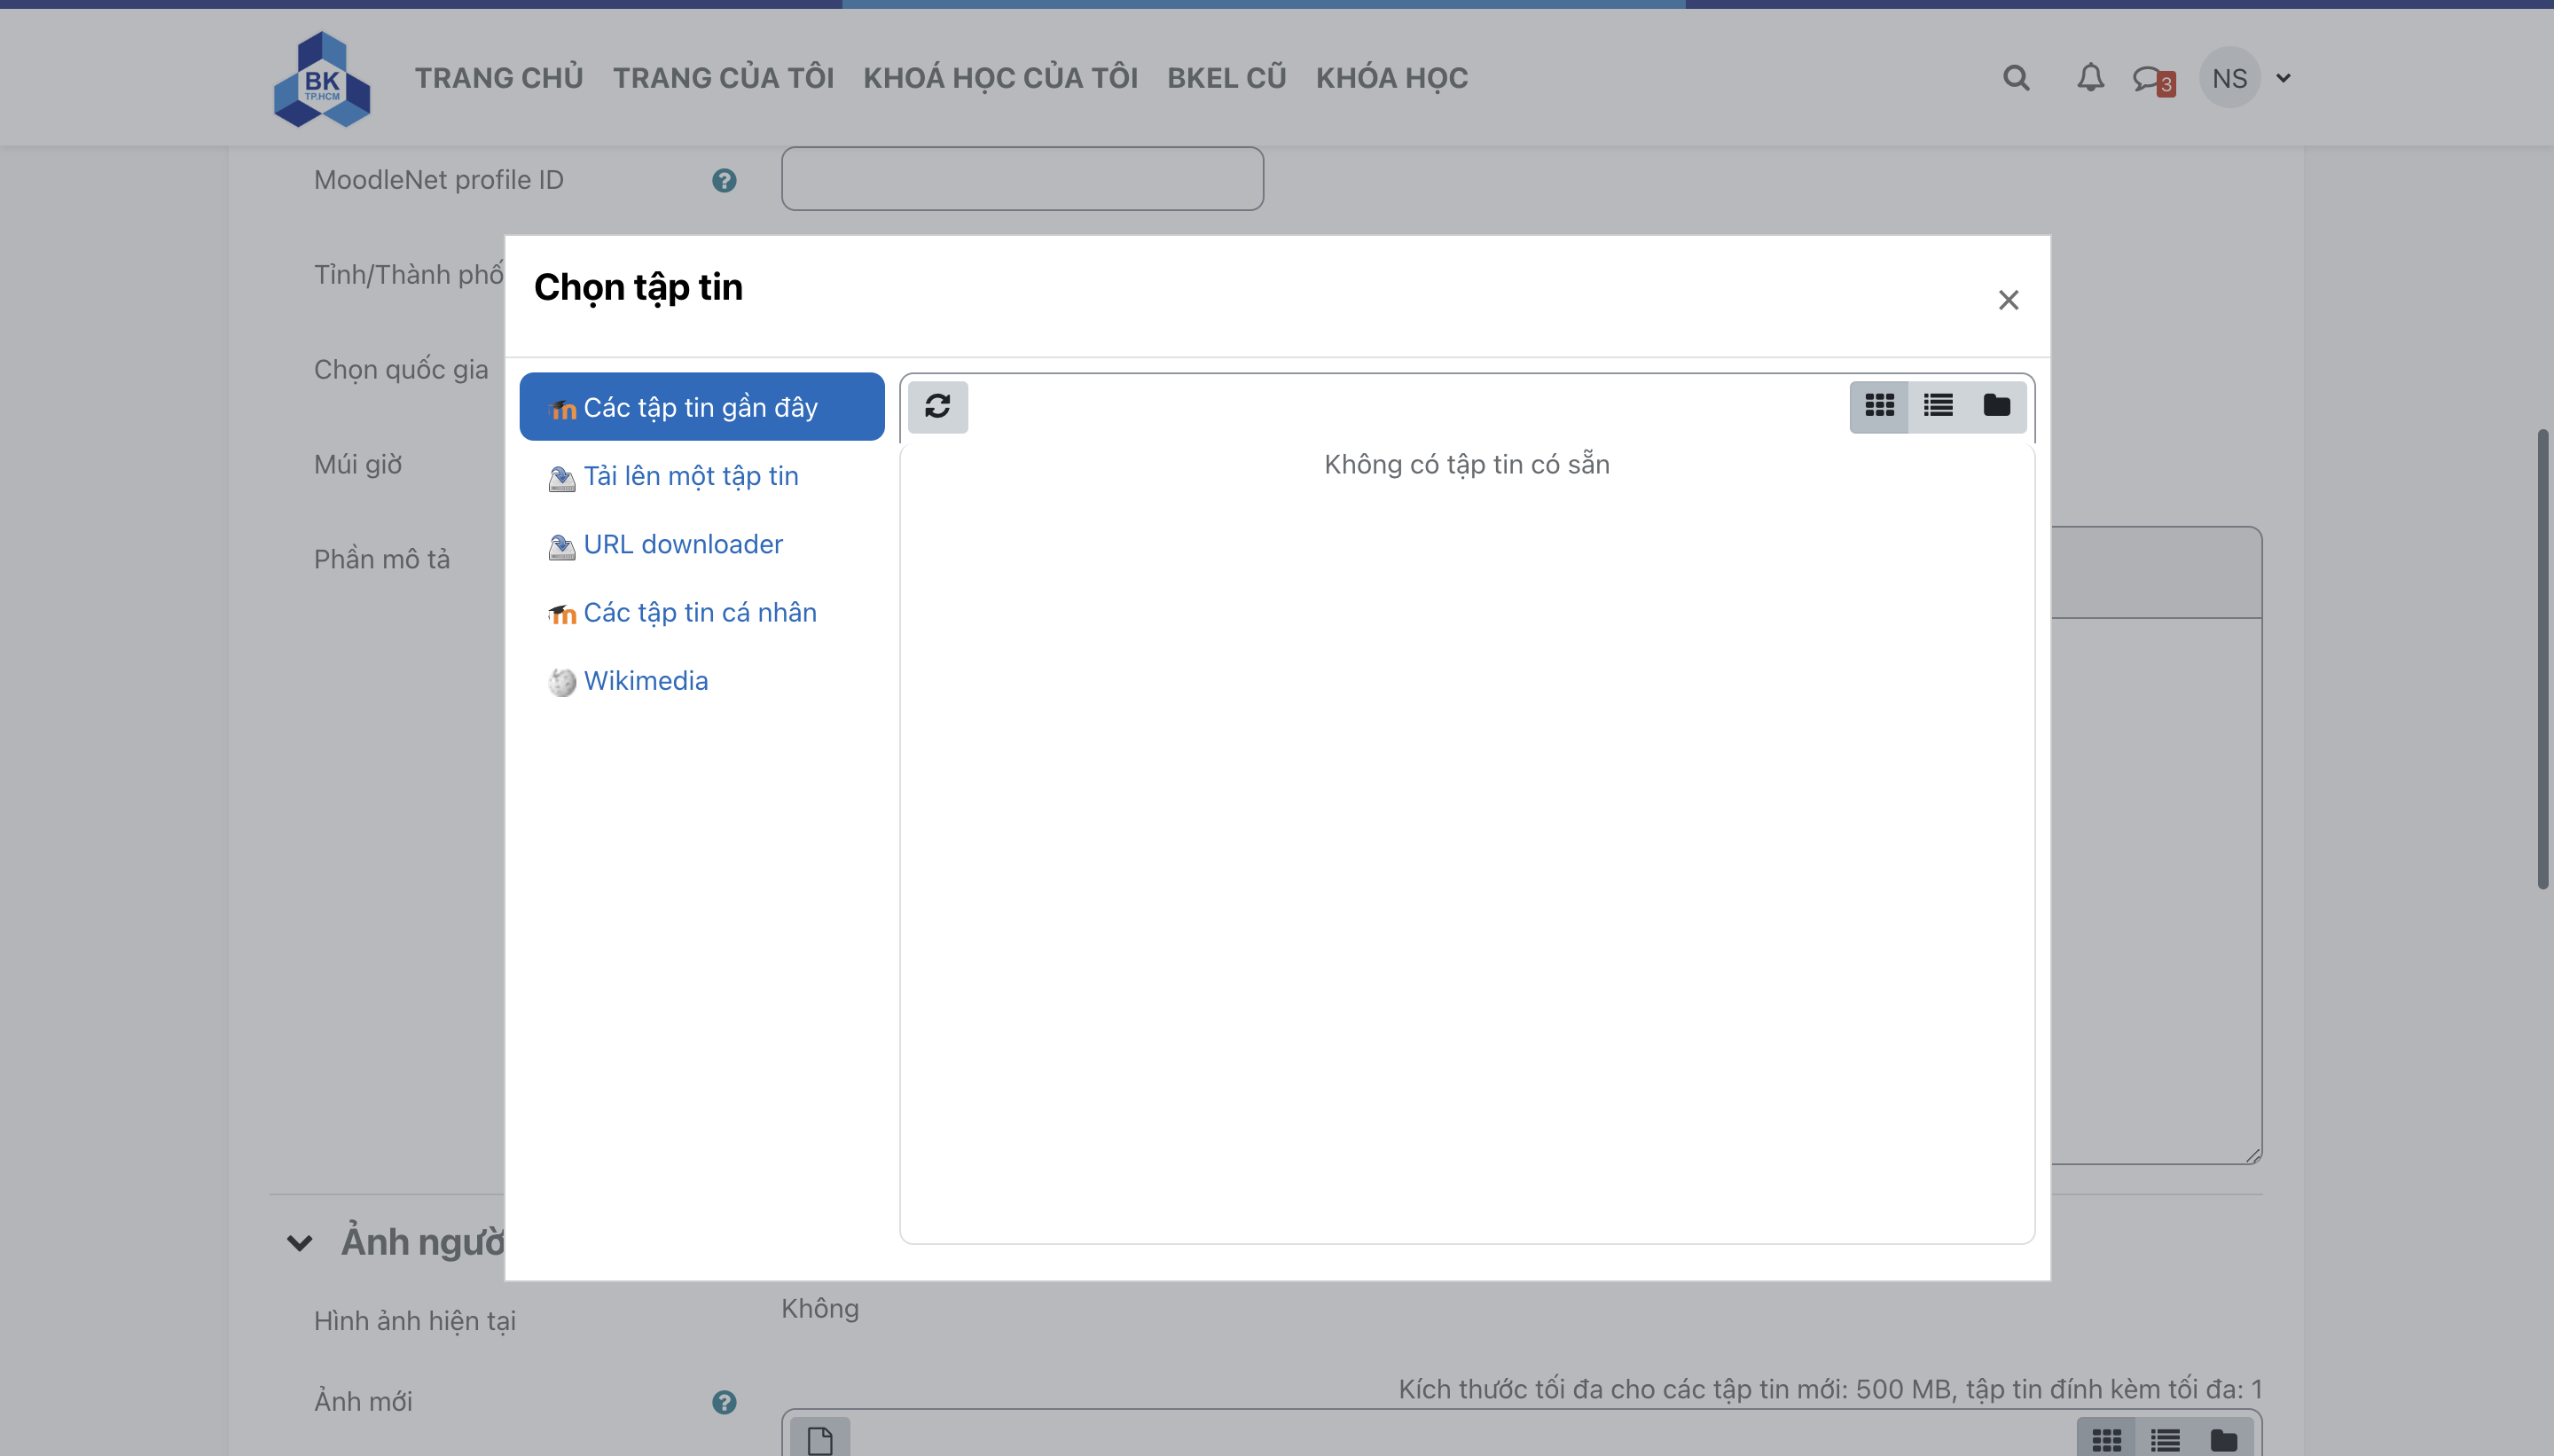 BK
TP.HCM
TRANG CHỦ TRANG CỦA TÔI KHOÁ HỌC CỦA TÔI BKEL CŨ KHÓA HỌC
3
NS
MoodleNet profile ID
Tỉnh/Thành phố
Chọn quốc gia
Múi giờ
Phần mô tả
Chọn tập tin
Các tập tin gần đây
Tải lên một tập tin
URL downloader
Các tập tin cá nhân
Wikimedia
Không có tập tin có sẵn
Ảnh người
Hình ảnh hiện tại
Không
Ảnh mới
Kích thước tối đa cho các tập tin mới: 500 MB, tập tin đính kèm tối đa: 1